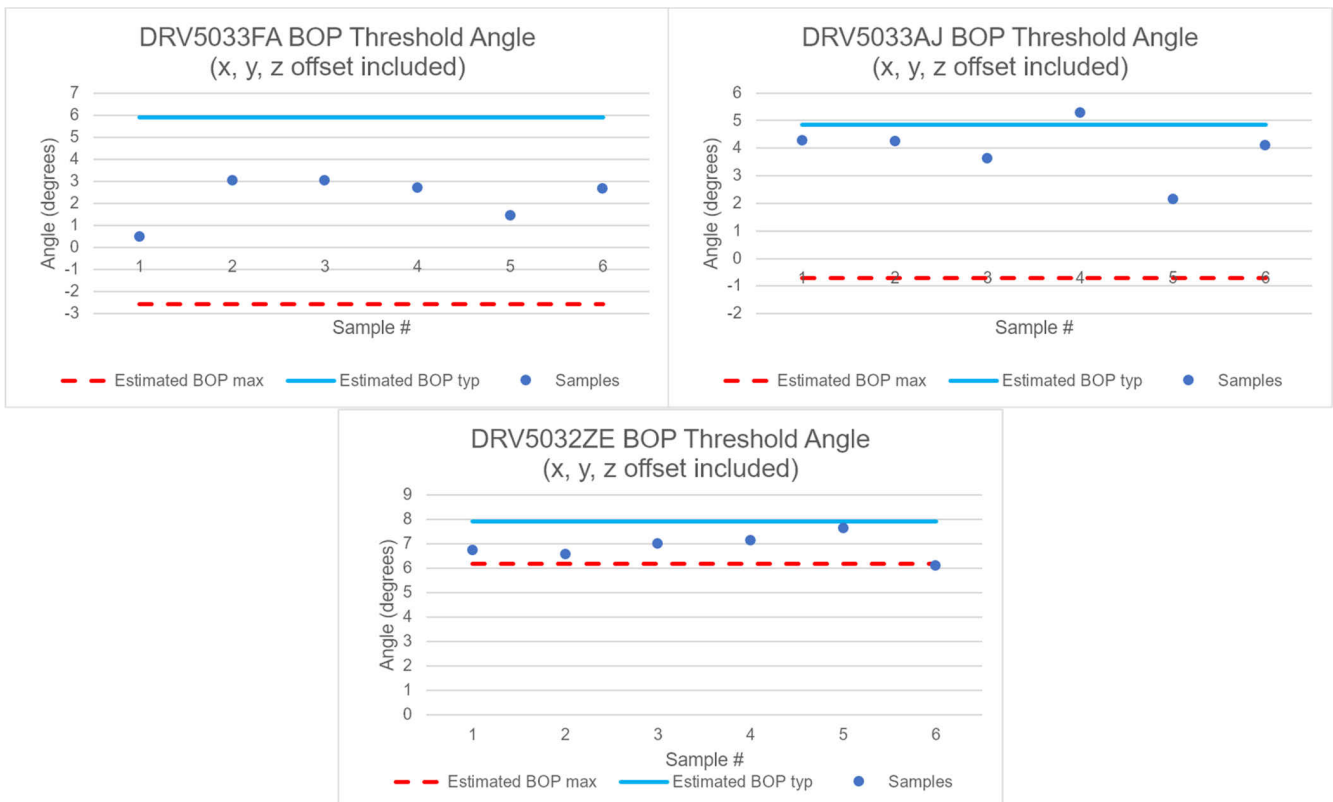 DRV5033FA BOP Threshold Angle
(x, y, z offset included)
7
6
5
4
3
2
1
0
-1
-2
-3
Angle (degrees)
1 2 3 4 5 6
Sample #
Estimated BOP max Estimated BOP typ Samples
DRV5033AJ BOP Threshold Angle
(x, y, z offset included)
6
5
4
3
2
1
0
-1
-2
Angle (degrees)
1 2 3 4 5 6
Sample #
Estimated BOP max Estimated BOP typ Samples
DRV5032ZE BOP Threshold Angle
(x, y, z offset included)
9
8
7
6
5
4
3
2
1
0
Angle (degrees)
1 2 3 4 5 6
Sample #
Estimated BOP max Estimated BOP typ Samples